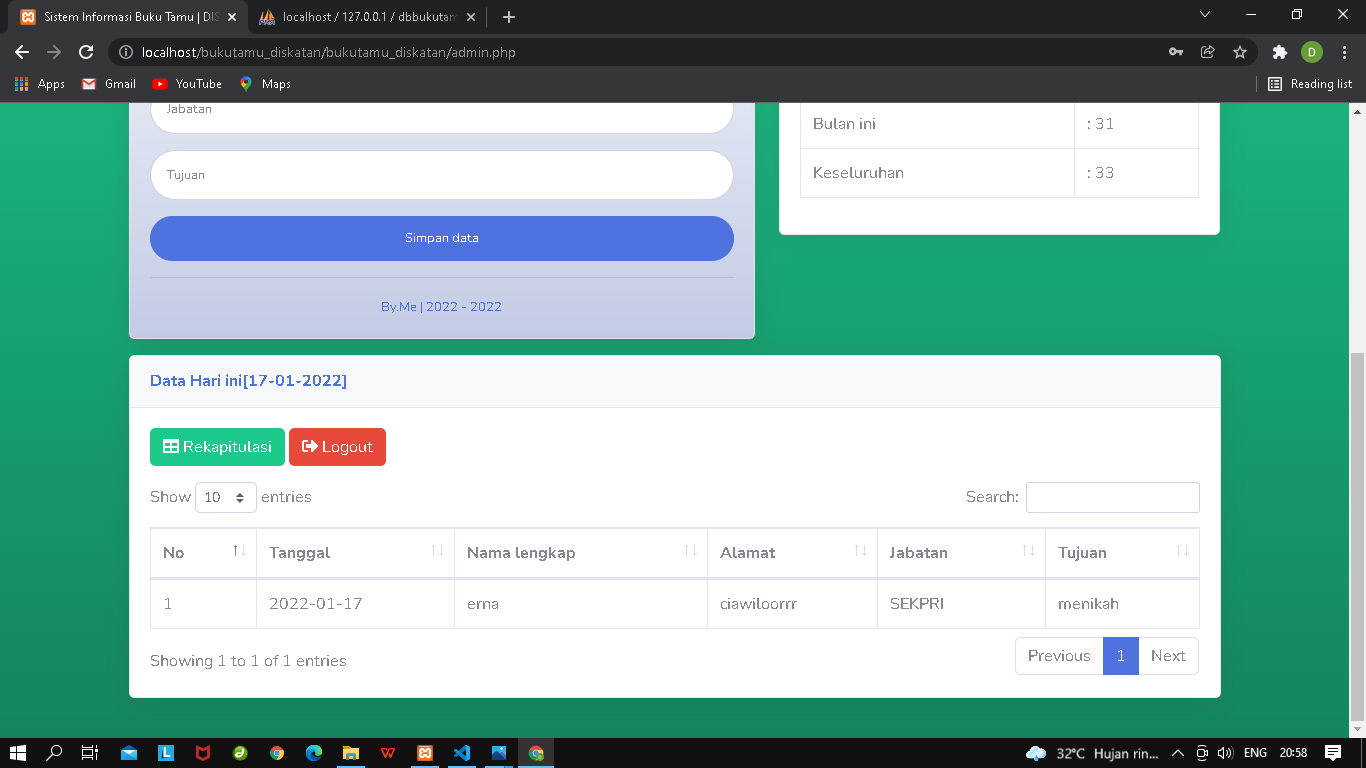 Sistem Informasi Buku Tamu | DIS
localhost / 127.0.0.1 / dbbukutam
localhost/bukutamu_diskatan/bukutamu_diskatan/admin.php
D
Apps
Gmail
YouTube
Maps
Reading list
Jabatan
Tujuan
Simpan data
By.Me | 2022 - 2022
Bulan ini : 31
Keseluruhan : 33
Data Hari ini[17-01-2022]
Rekapitulasi Logout
Show 10 entries
Search:
No Tanggal Nama lengkap Alamat Jabatan Tujuan
1 2022-01-17 erna ciawiloorrr SEKPRI menikah
Showing 1 to 1 of 1 entries
Previous 1 Next
32°C Hujan rin... ENG 20:58